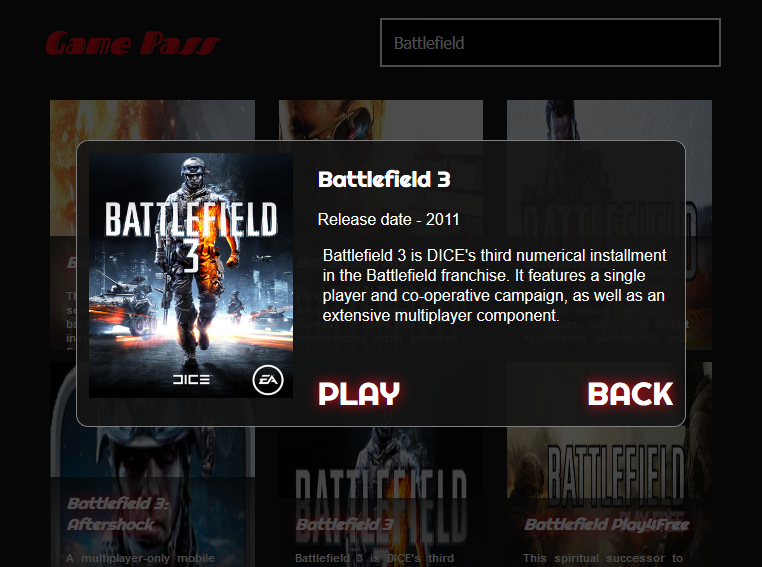 Game Pass
Battlefield
BATTLEFIELD
3
DICE
EA
Battlefield 3
Release date - 2011
Battlefield 3 is DICE's third numerical installment
in the Battlefield franchise. It features a single
player and co-operative campaign, as well as an
extensive multiplayer component.
PLAY
BACK
Battlefield 3:
Aftershock
A multiplayer-only mobile
BATTLEFIELD
Battlefield 3
Battlefield 3 is DICE's third
BATTLEFIELD
PLAY4FREE
Battlefield Play4Free
This spiritual successor to